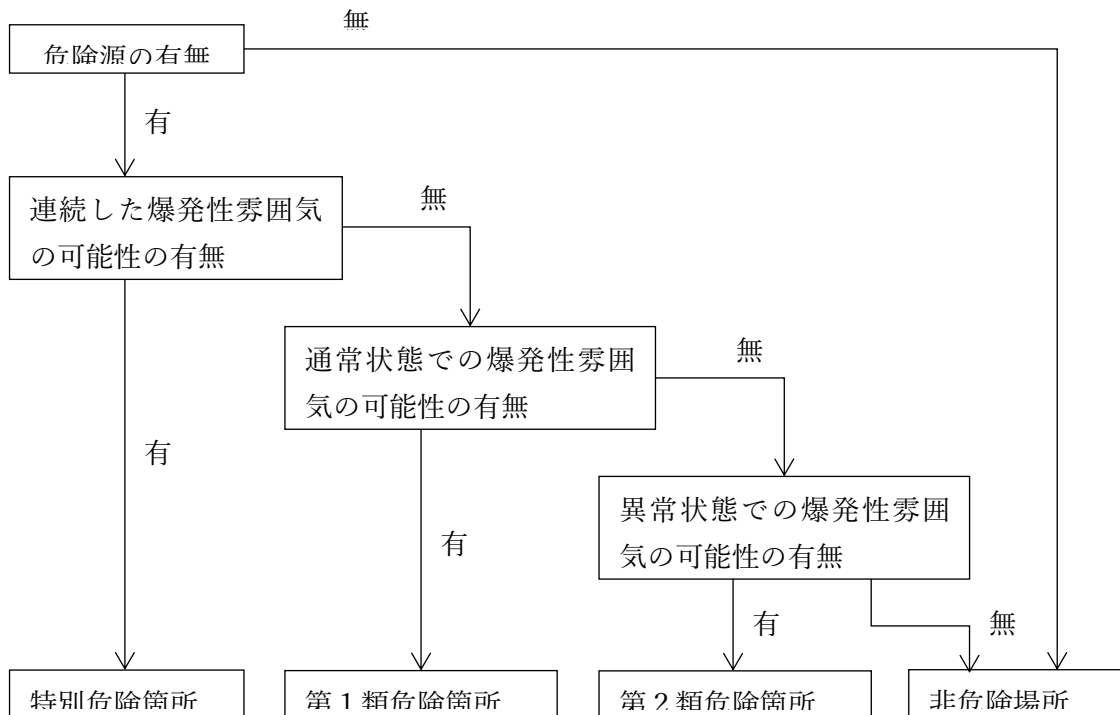 無
危険源の有無
有
連続した爆発性雰囲気
の可能性の有無
無
通常状態での爆発性雰囲
気の可能性の有無
無
有
異常状態での爆発性雰囲
気の可能性の有無
有
有
無
特別危険箇所
第1類危険箇所
第2類危険箇所
非危険場所